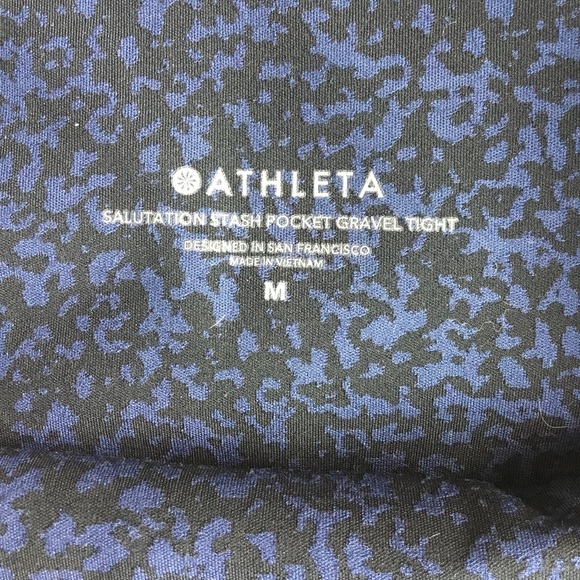 ATHLETA
SALUTATION STASH POCKET GRAVEL TIGHT
DESIGNED IN SAN FRANCISCO
MADE IN VIETNAM
M